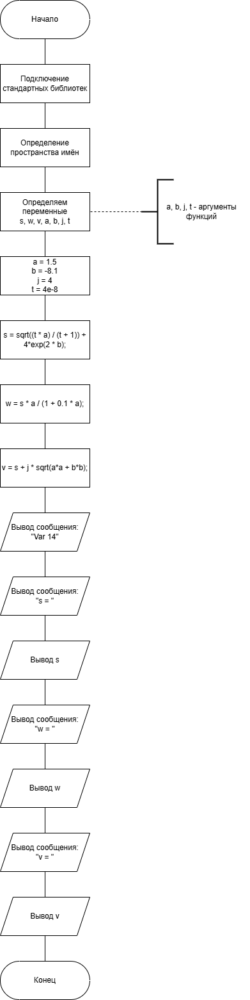 Начало
Подключение
стандартных библиотек
Определение
пространства имён
Определяем
переменные
s, w, v, a, b, j, t
a, b, j, t - аргументы
функций
a = 1.5
b = -8.1
j = 4
t = 4e-8
s = sqrt((t * a) / (t + 1)) +
4*exp(2 * b);
w = s * a / (1 + 0.1 * a);
v = s + j * sqrt(a*a + b*b);
Вывод сообщения:
"Var 14"
Вывод сообщения:
"s = "
Вывод s
Вывод сообщения:
"w = "
Вывод w
Вывод сообщения:
"v = "
Вывод v
Конец